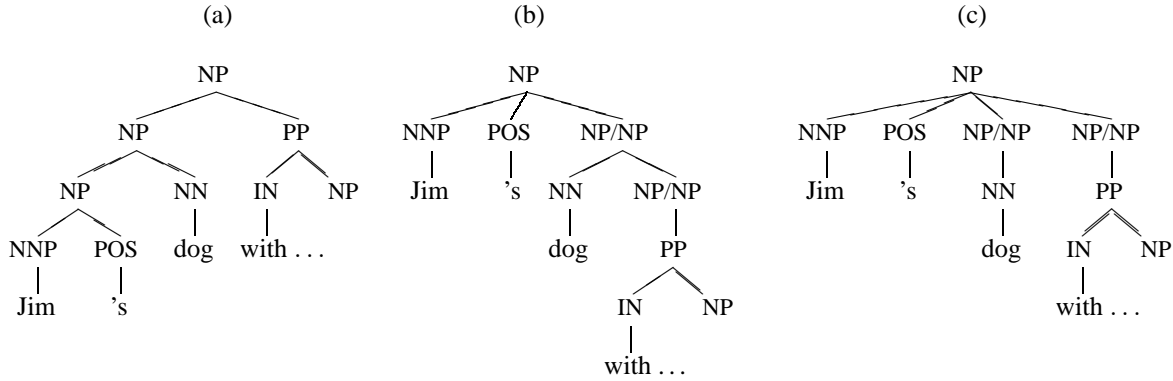 (a) (b) (c)
NP NP NP
NP PP NNP POS NP/NP NNP POS NP/NP NP/NP
NP NN IN NP Jim 's NN NP/NP Jim 's NN PP
NNP POS dog with ... dog PP dog IN NP
Jim 's IN NP with ...
with ...